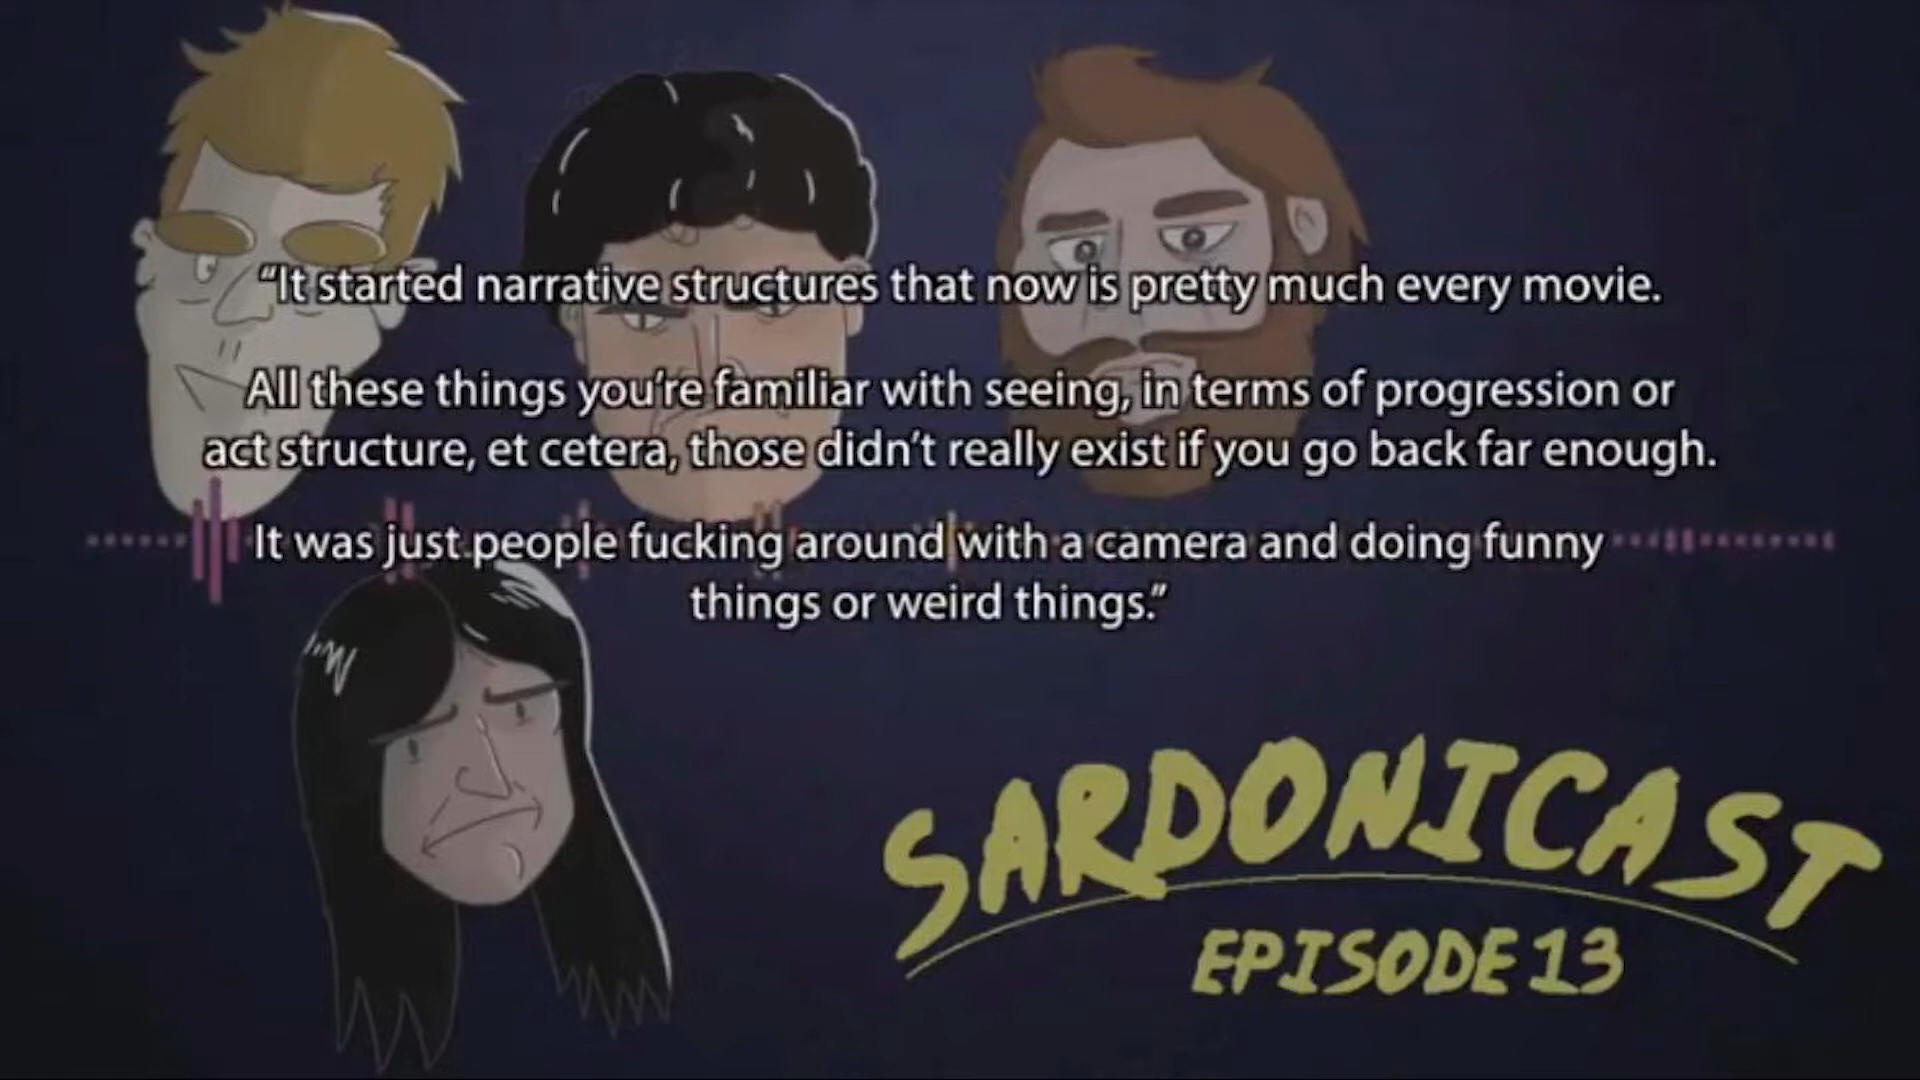 “It started narrative structures that now is pretty much every movie.
All these things you’re familiar with seeing, in terms of progression or
act structure, et cetera, those didn’t really exist if you go back far enough.
It was just people fucking around with a camera and doing funny
things or weird things.”
SARDONICAST
EPISODE 13